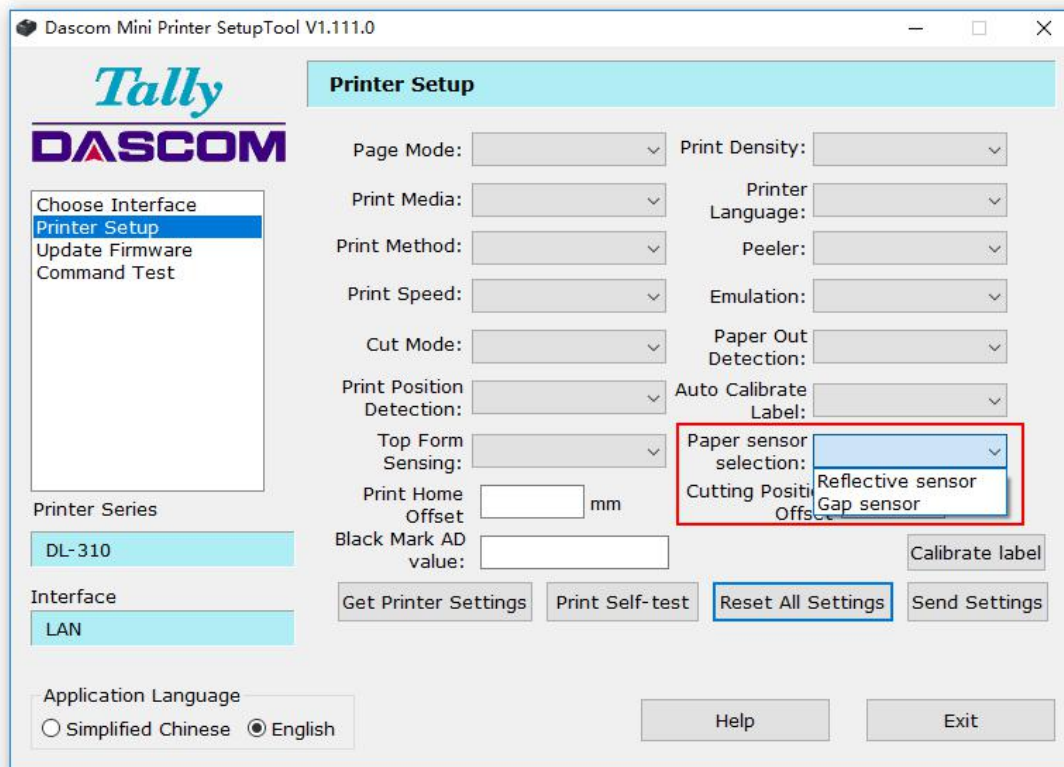 Dascom Mini Printer SetupTool V1.111.0
Tally
DASCOM
Choose Interface
Printer Setup
Update Firmware
Command Test
Printer Series
DL-310
Interface
LAN
Application Language
Simplified Chinese
English
Printer Setup
Page Mode:
Print Density:
Print Media:
Printer
Language:
Print Method:
Peeler:
Print Speed:
Emulation:
Cut Mode:
Paper Out
Detection:
Print Position
Detection:
Auto Calibrate
Label:
Top Form
Sensing:
Paper sensor
selection:
Reflective sensor
Gap sensor
Print Home
Offset
mm
Cutting Positi
Offset
Black Mark AD
value:
Calibrate label
Get Printer Settings
Print Self-test
Reset All Settings
Send Settings
Help
Exit